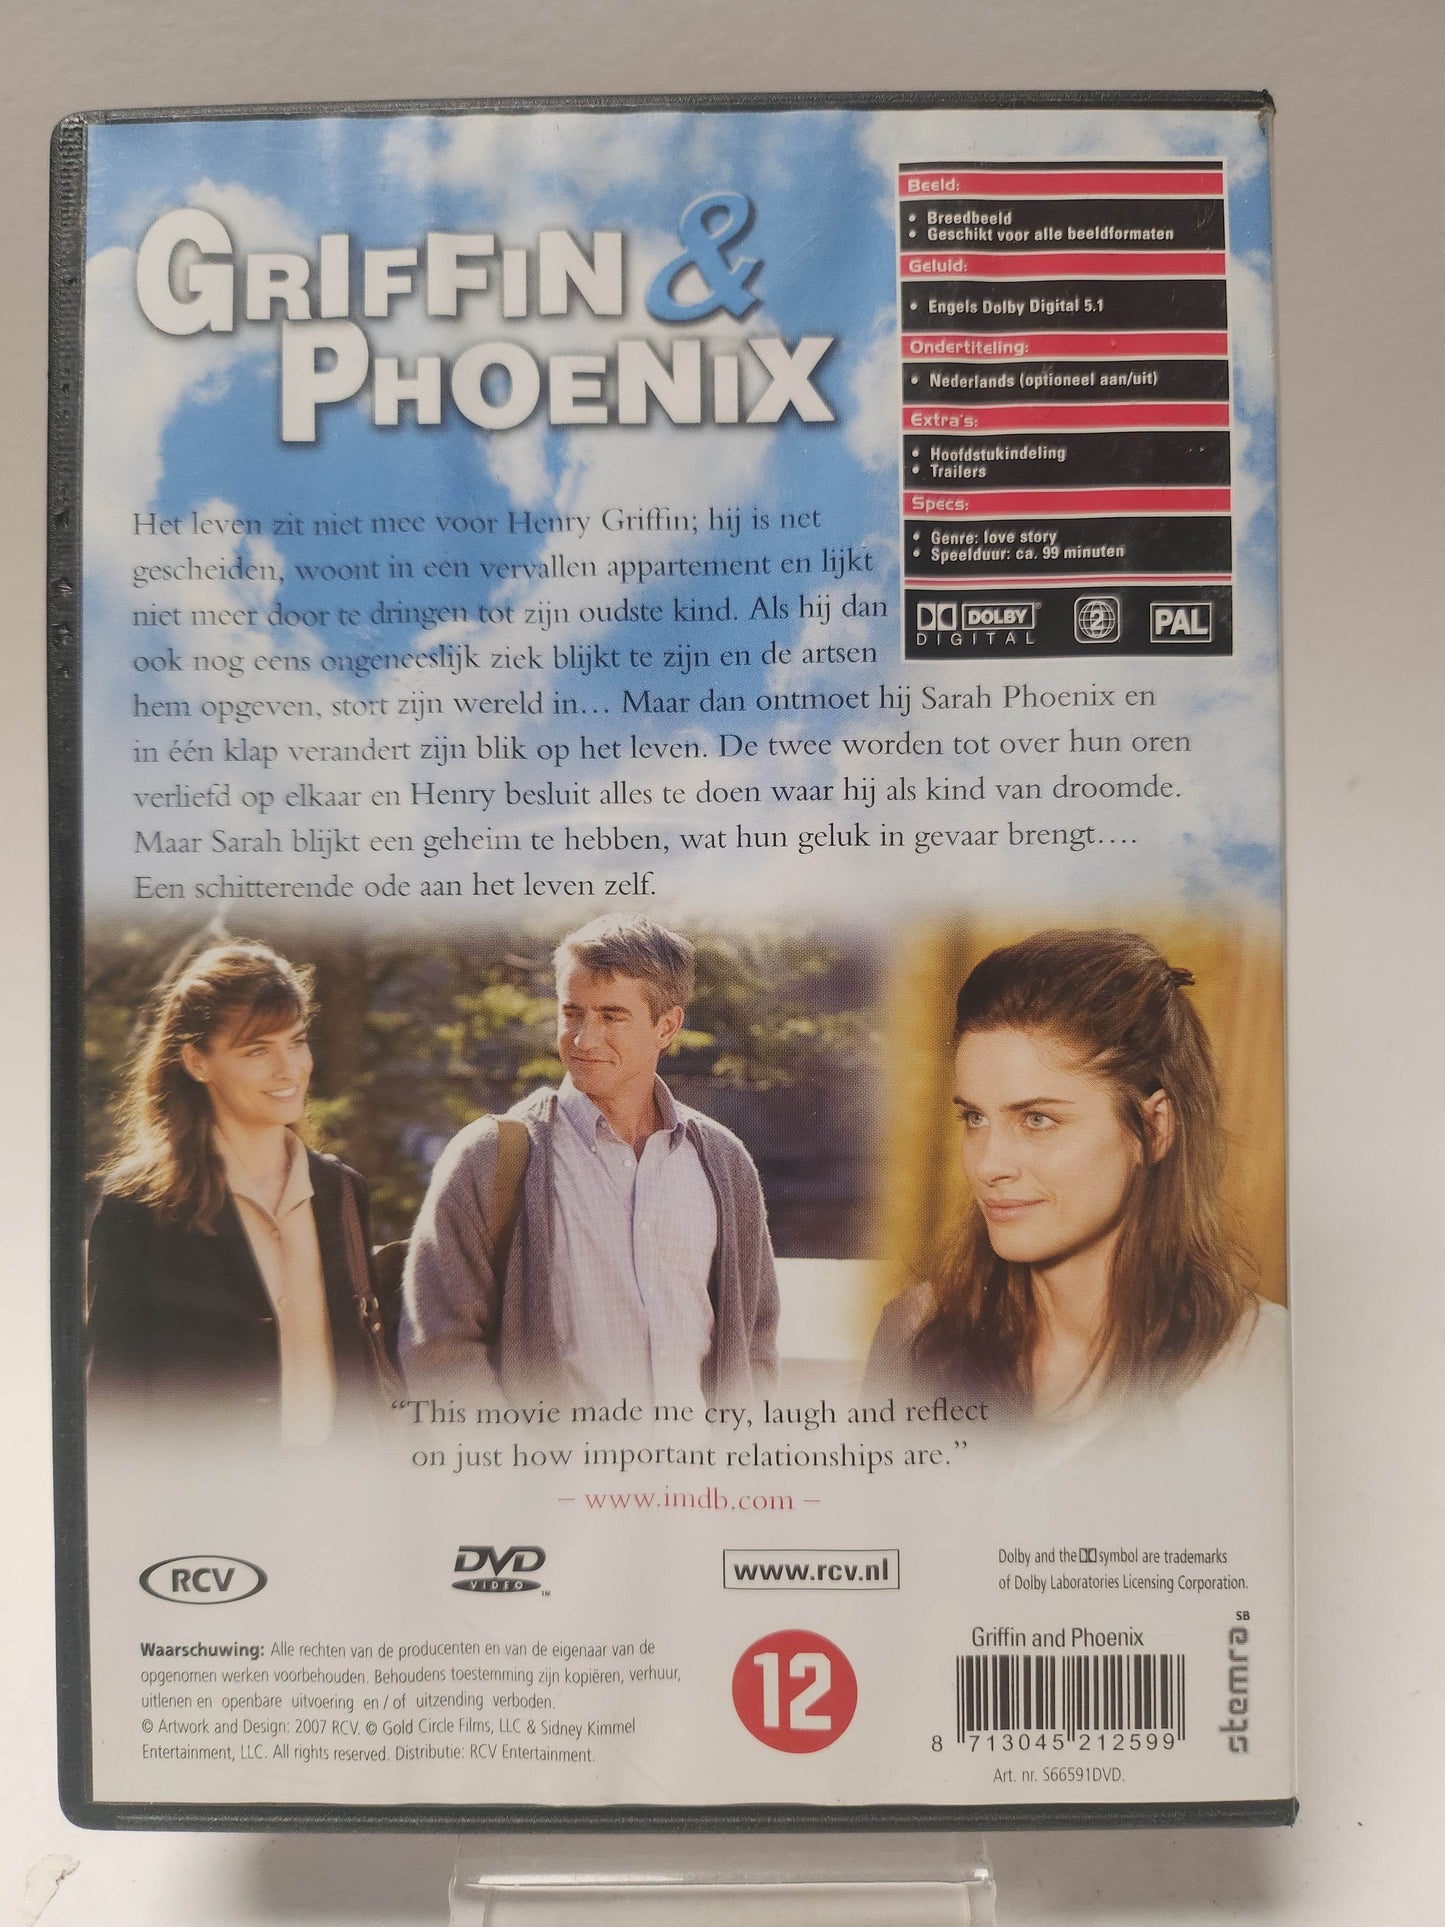 GRIFFIN &
PHOENIX
Beeld:
• Breedbeeld
• Geschikt voor alle beeldformaten
Geluid:
• Engels Dolby Digital 5.1
Ondertiteling:
• Nederlands (optioneel aan/uit)
Extra's:
• Hoofdstukindeling
• Trailers
Specs:
• Genre: love story
• Speelduur: ca. 99 minuten
DOLBY
DIGITAL
2
PAL
Het leven zit niet mee voor Henry Griffin; hij is net
gescheiden, woont in een vervallen appartement en lijkt
niet meer door te dringen tot zijn oudste kind. Als hij dan
ook nog eens ongeneeslijk ziek blijkt te zijn en de artsen
hem opgeven, stort zijn wereld in… Maar dan ontmoet hij Sarah Phoenix en
in één klap verandert zijn blik op het leven. De twee worden tot over hun oren
verliefd op elkaar en Henry besluit alles te doen waar hij als kind van droomde.
Maar Sarah blijkt een geheim te hebben, wat hun geluk in gevaar brengt….
Een schitterende ode aan het leven zelf.
“This movie made me cry, laugh and reflect
on just how important relationships are.”
– www.imdb.com –
RCV
DVD
VIDEO
TM
www.rcv.nl
Dolby and the symbol are trademarks
of Dolby Laboratories Licensing Corporation.
Waarschuwing: Alle rechten van de producenten en van de eigenaar van de
opgenomen werken voorbehouden. Behoudens toestemming zijn kopiëren, verhuur,
uitlenen en openbare uitvoering en / of uitzending verboden.
© Artwork and Design: 2007 RCV. © Gold Circle Films, LLC & Sidney Kimmel
Entertainment, LLC. All rights reserved. Distributie: RCV Entertainment.
12
Griffin and Phoenix
8 713045 212599
Art. nr. S66591DVD.
SB
stemra